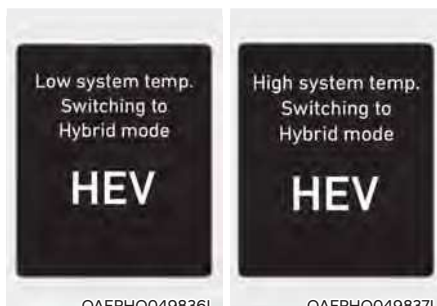 Low system temp.
Switching to
Hybrid mode
HEV
High system temp.
Switching to
Hybrid mode
HEV